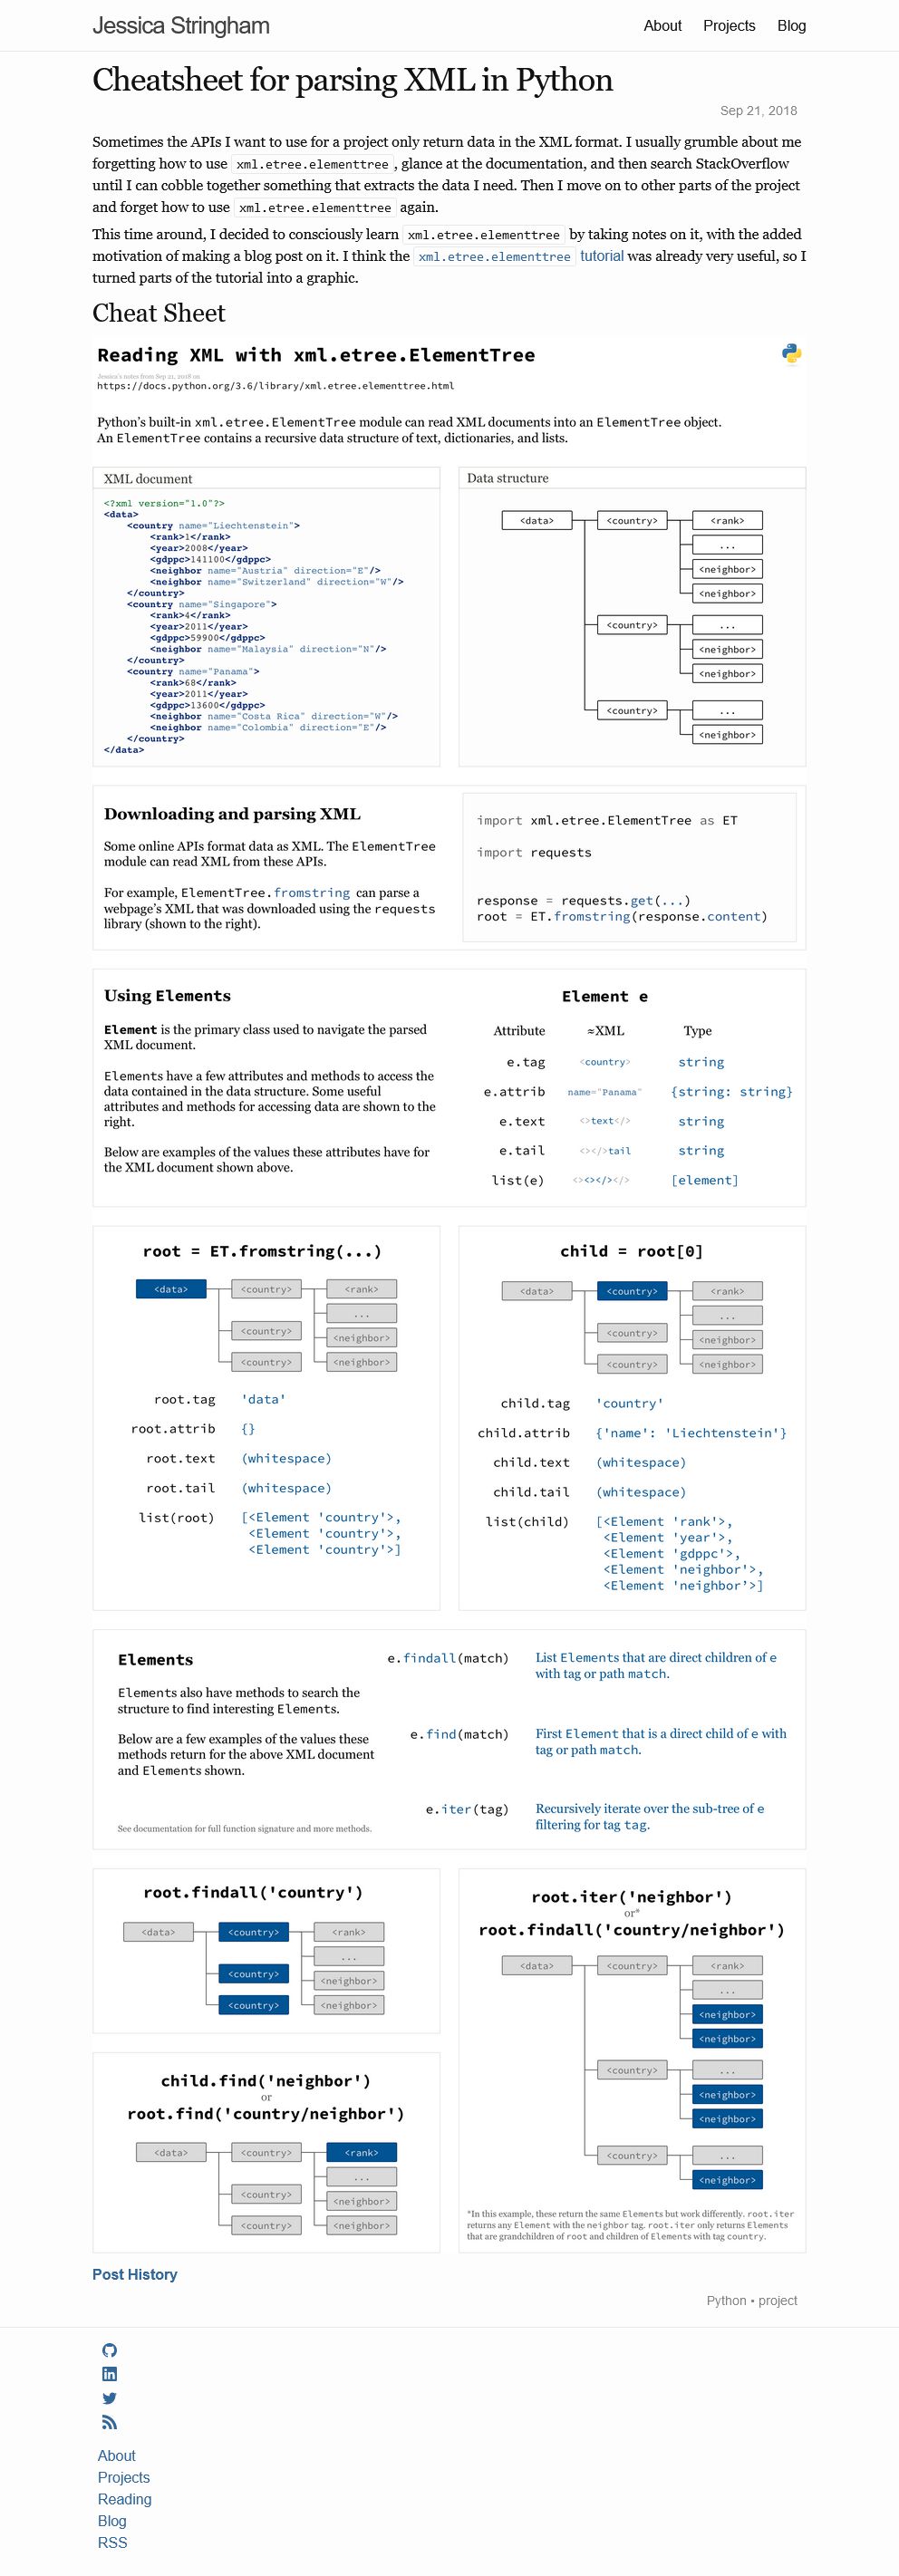 Jessica Stringham
About Projects Blog
Cheatsheet for parsing XML in Python
Sep 21, 2018
Sometimes the APIs I want to use for a project only return data in the XML format. I usually grumble about me
forgetting how to use xml.etree.elementtree, glance at the documentation, and then search StackOverflow
until I can cobble together something that extracts the data I need. Then I move on to other parts of the project
and forget how to use xml.etree.elementtree again.
This time around, I decided to consciously learn xml.etree.elementtree by taking notes on it, with the added
motivation of making a blog post on it. I think the xml.etree.elementtree tutorial was already very useful, so I
turned parts of the tutorial into a graphic.
Cheat Sheet
Reading XML with xml.etree.ElementTree
Jessica's notes from Sep 21, 2018 on
https://docs.python.org/3.6/library/xml.etree.elementtree.html
Python's built-in xml.etree.ElementTree module can read XML documents into an ElementTree object.
An ElementTree contains a recursive data structure of text, dictionaries, and lists.
XML document
<?xml version="1.0"?>
<data>
<country name="Liechtenstein">
<rank>1</rank>
<year>2008</year>
<gdppc>141100</gdppc>
<neighbor name="Austria" direction="E"/>
<neighbor name="Switzerland" direction="W"/>
</country>
<country name="Singapore">
<rank>4</rank>
<year>2011</year>
<gdppc>59900</gdppc>
<neighbor name="Malaysia" direction="N"/>
</country>
<country name="Panama">
<rank>68</rank>
<year>2011</year>
<gdppc>13600</gdppc>
<neighbor name="Costa Rica" direction="W"/>
<neighbor name="Colombia" direction="E"/>
</country>
</data>
Data structure
<data> <country> <rank>
...
<neighbor>
<neighbor>
<country> ...
<neighbor>
<neighbor>
<country> ...
<neighbor>
Downloading and parsing XML
Some online APIs format data as XML. The ElementTree
module can read XML from these APIs.
For example, ElementTree.fromstring can parse a
webpage's XML that was downloaded using the requests
library (shown to the right).
import xml.etree.ElementTree as ET
import requests
response = requests.get(...)
root = ET.fromstring(response.content)
Using Elements
Element is the primary class used to navigate the parsed
XML document.
Elements have a few attributes and methods to access the
data contained in the data structure. Some useful
attributes and methods for accessing data are shown to the
right.
Below are examples of the values these attributes have for
the XML document shown above.
Element e
Attribute ≈XML Type
e.tag <country> string
e.attrib name="Panama" {string: string}
e.text <>text</> string
e.tail <></>tail string
list(e) <><></></> [element]
root = ET.fromstring(...)
<data> <country> <rank>
...
<country> <neighbor>
<country> <neighbor>
root.tag 'data'
root.attrib {}
root.text (whitespace)
root.tail (whitespace)
list(root) [<Element 'country'>,
<Element 'country'>,
<Element 'country'>]
child = root[0]
<data> <country> <rank>
...
<country> <neighbor>
<country> <neighbor>
child.tag 'country'
child.attrib {'name': 'Liechtenstein'}
child.text (whitespace)
child.tail (whitespace)
list(child) [<Element 'rank'>,
<Element 'year'>,
<Element 'gdppc'>,
<Element 'neighbor'>,
<Element 'neighbor’>]
Elements
Elements also have methods to search the
structure to find interesting Elements.
Below are a few examples of the values these
methods return for the above XML document
and Elements shown.
See documentation for full function signature and more methods.
e.findall(match) List Elements that are direct children of e
with tag or path match.
e.find(match) First Element that is a direct child of e with
tag or path match.
e.iter(tag) Recursively iterate over the sub-tree of e
filtering for tag tag.
root.findall('country')
<data> <country> <rank>
...
<country> <neighbor>
<country> <neighbor>
child.find('neighbor')
or
root.find('country/neighbor')
<data> <country> <rank>
...
<country> <neighbor>
<country> <neighbor>
root.iter('neighbor')
or*
root.findall('country/neighbor')
<data> <country> <rank>
...
<neighbor>
<neighbor>
<country> ...
<neighbor>
<neighbor>
<country> ...
<neighbor>
*In this example, these return the same Elements but work differently. root.iter
returns any Element with the neighbor tag. root.iter only returns Elements
that are grandchildren of root and children of Elements with tag country.
Post History
Python • project
About
Projects
Reading
Blog
RSS